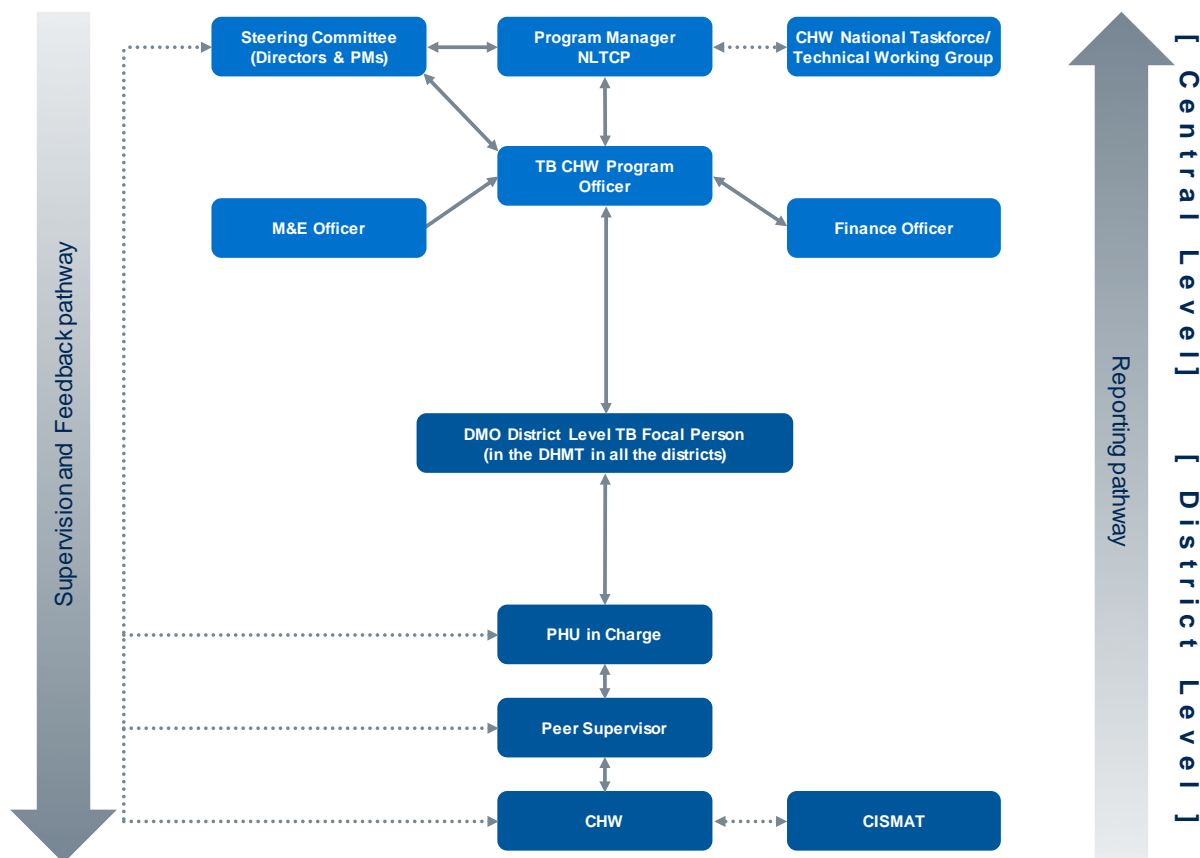 Steering Committee
(Directors & PMs)
Program Manager
NLTCP
CHW National Taskforce/
Technical Working Group
TB CHW Program
Officer
M&E Officer
Finance Officer
DMO District Level TB Focal Person
(in the DHMT in all the districts)
PHU in Charge
Peer Supervisor
CHW
CISMAT
Supervision and Feedback pathway
Reporting pathway
[ Central Level]
[ District Level ]